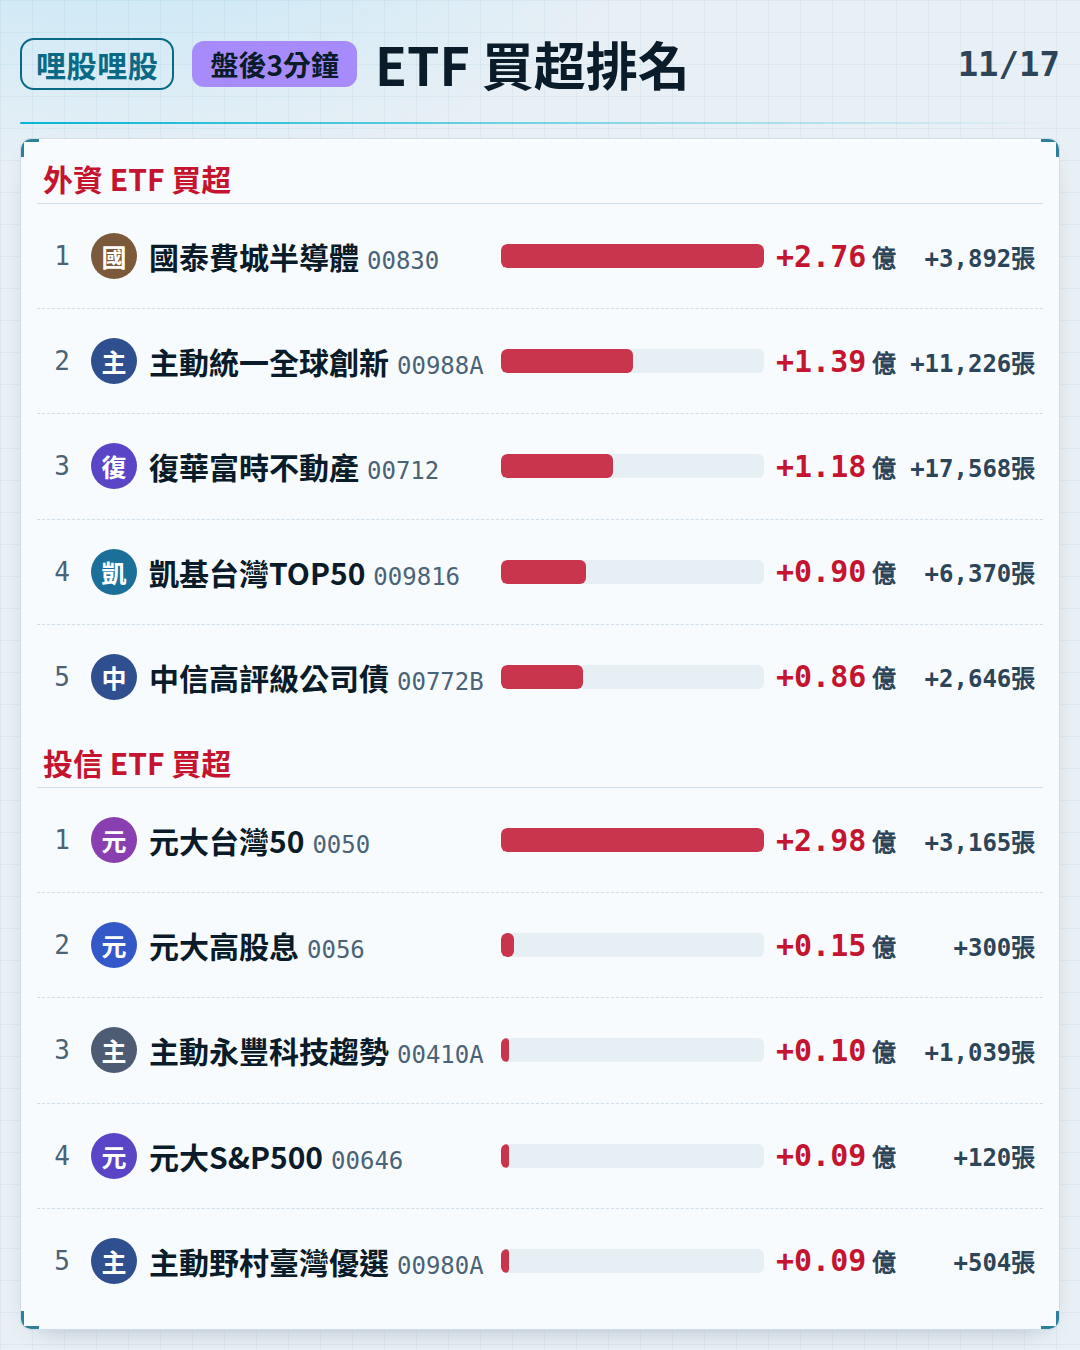 哩股哩股 盤後3分鐘 ETF 買超排名 11/17
外資 ETF 買超
1 國 國泰費城半導體 00830 +2.76 億 +3,892張
2 主 主動統一全球創新 00988A +1.39 億 +11,226張
3 復 復華富時不動產 00712 +1.18 億 +17,568張
4 凱 凱基台灣TOP50 009816 +0.90 億 +6,370張
5 中 中信高評級公司債 00772B +0.86 億 +2,646張
投信 ETF 買超
1 元 元大台灣50 0050 +2.98 億 +3,165張
2 元 元大高股息 0056 +0.15 億 +300張
3 主 主動永豐科技趨勢 00410A +0.10 億 +1,039張
4 元 元大S&P500 00646 +0.09 億 +120張
5 主 主動野村臺灣優選 00980A +0.09 億 +504張